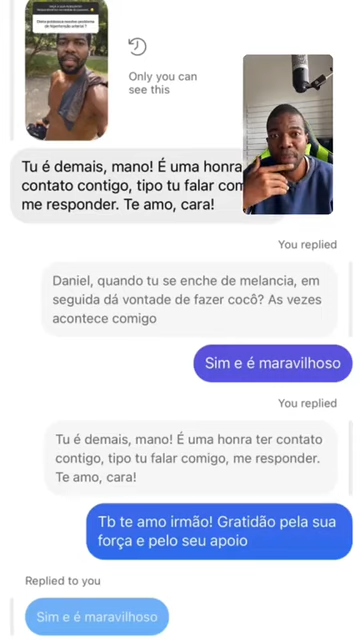 Only you can
see this
Tu é demais, mano! É uma honra
contato contigo, tipo tu falar com
me responder. Te amo, cara!
You replied
Daniel, quando tu se enche de melancia, em
seguida dá vontade de fazer cocô? As vezes
acontece comigo
Sim e é maravilhoso
You replied
Tu é demais, mano! É uma honra ter contato
contigo, tipo tu falar comigo, me responder.
Te amo, cara!
Tb te amo irmão! Gratidão pela sua
força e pelo seu apoio
Replied to you
Sim e é maravilhoso